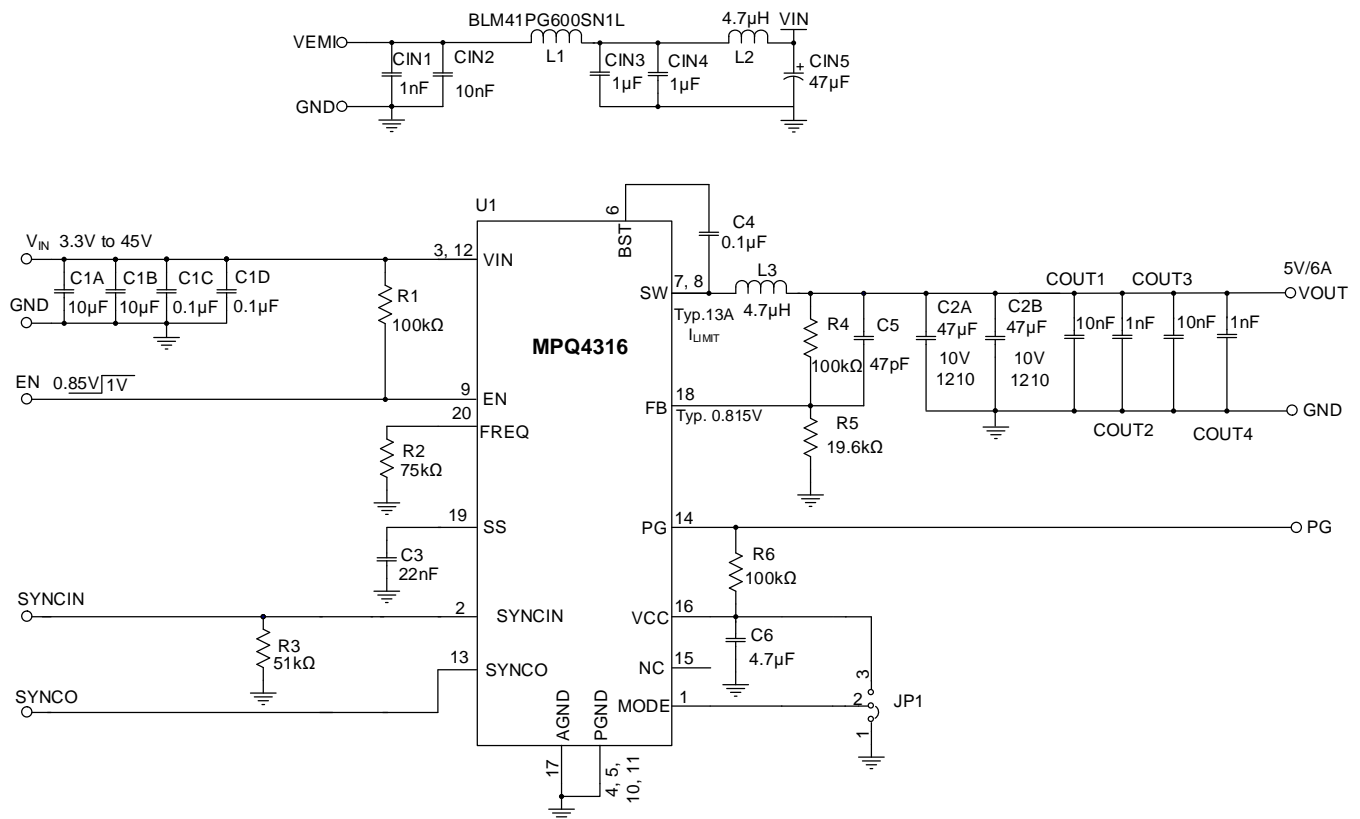 BLM41PG600SN1L
4.7µH
VIN
VEMI
CIN1
CIN2
L1
CIN3
CIN4
L2
CIN5
1nF
10nF
1µF
1µF
+
47µF
GND
U1
6
BST
C4
0.1µF
VIN 3.3V to 45V
3, 12
VIN
C1A
C1B
C1C
C1D
10µF
10µF
0.1µF
0.1µF
GND
R1
100kΩ
SW
7, 8
L3
4.7µH
Typ.13A
ILIMIT
COUT1
COUT3
5V/6A
VOUT
MPQ4316
R4
100kΩ
C5
47pF
C2A
47µF
10V
1210
C2B
47µF
10V
1210
10nF
1nF
10nF
1nF
EN 0.85V 1V
9
EN
20
FREQ
FB
18
Typ. 0.815V
GND
R2
75kΩ
R5
19.6kΩ
COUT2
COUT4
19
SS
C3
22nF
PG
14
PG
R6
100kΩ
SYNCIN
2
SYNCIN
R3
51kΩ
VCC
16
C6
4.7µF
13
SYNCO
NC
15
SYNCO
MODE
1
3
2
1
JP1
AGND
PGND
17
4, 5,
10, 11